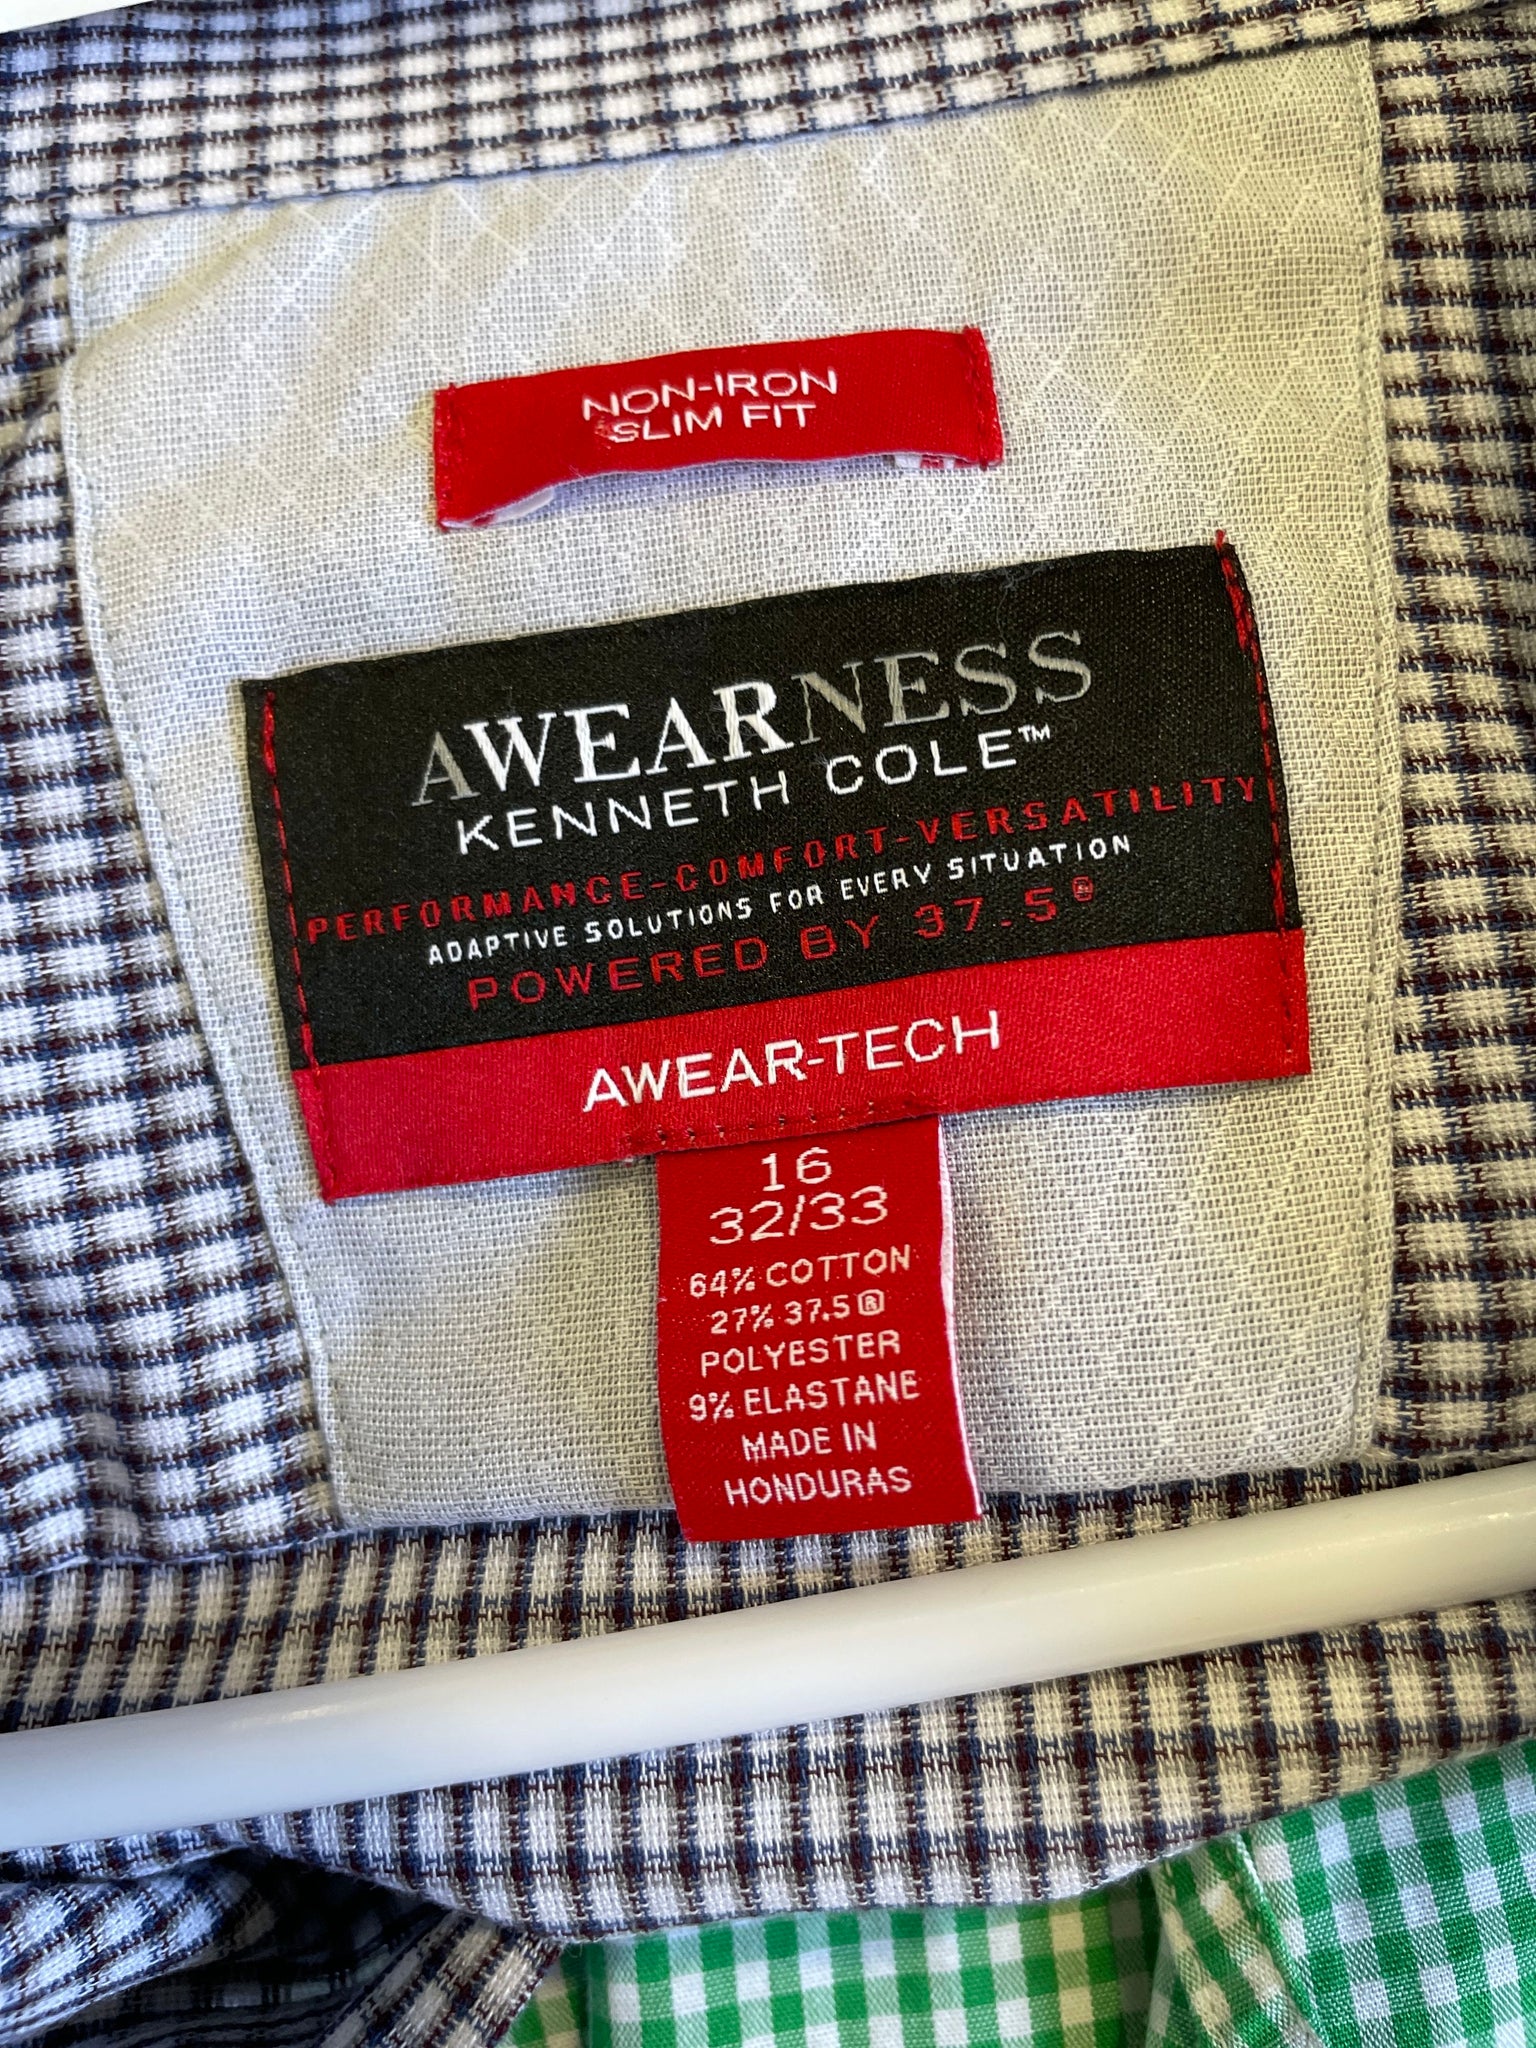 NON-IRON
SLIM FIT
AWEARNESS
KENNETH COLE™
PERFORMANCE-COMFORT-VERSATILITY
ADAPTIVE SOLUTIONS FOR EVERY SITUATION
POWERED BY 37.5®
AWEAR-TECH
16
32/33
64% COTTON
27% 37.5®
POLYESTER
9% ELASTANE
MADE IN
HONDURAS